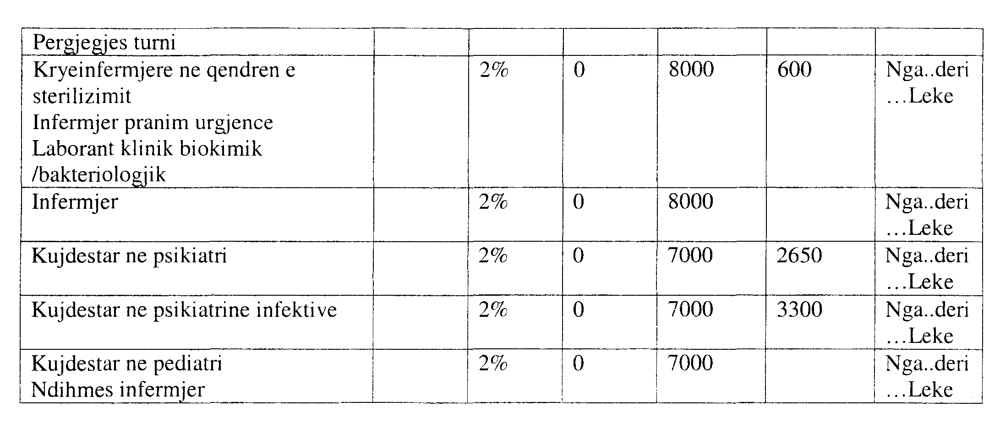 Pergjegjes turni
Kryeinfermjere ne qendren e 2% 0 8000 600 Nga..deri
sterilizimit ...Leke
Infermjer pranim urgjence
Laborant klinik biokimik
/bakteriologjik
Infermjer 2% 0 8000 Nga..deri
...Leke
Kujdestar ne psikiatri 2% 0 7000 2650 Nga..deri
...Leke
Kujdestar ne psikiatrine infektive 2% 0 7000 3300 Nga..deri
...Leke
Kujdestar ne pediatri 2% 0 7000 Nga..deri
Ndihmes infermjer ...Leke